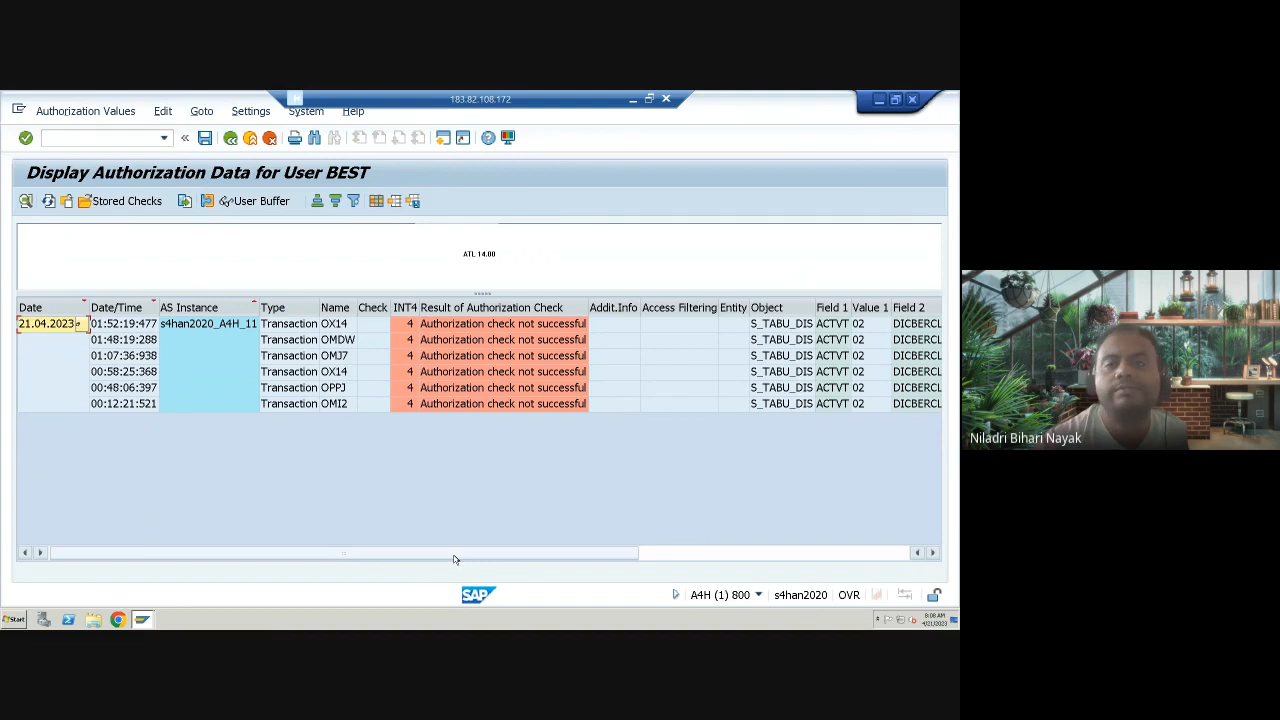 183.82.108.172
Authorization Values Edit Goto Settings System Help
Display Authorization Data for User BEST
Stored Checks User Buffer
ATL 14.00
Date Date/Time AS Instance Type Name Check INT4 Result of Authorization Check Addit.Info Access Filtering Entity Object Field 1 Value 1 Field 2
21.04.2023 01:52:19:477 s4han2020_A4H_11 Transaction OX14 4 Authorization check not successful S_TABU_DIS ACTVT 02 DICBERCL
01:48:19:288 Transaction OMDW 4 Authorization check not successful S_TABU_DIS ACTVT 02 DICBERCL
01:07:36:938 Transaction OMJ7 4 Authorization check not successful S_TABU_DIS ACTVT 02 DICBERCL
00:58:25:368 Transaction OX14 4 Authorization check not successful S_TABU_DIS ACTVT 02 DICBERCL
00:48:06:397 Transaction OPPJ 4 Authorization check not successful S_TABU_DIS ACTVT 02 DICBERCL
00:12:21:521 Transaction OMI2 4 Authorization check not successful S_TABU_DIS ACTVT 02 DICBERCL
Niladri Bihari Nayak
SAP A4H (1) 800 s4han2020 OVR
Start 8:08 AM
4/21/2023